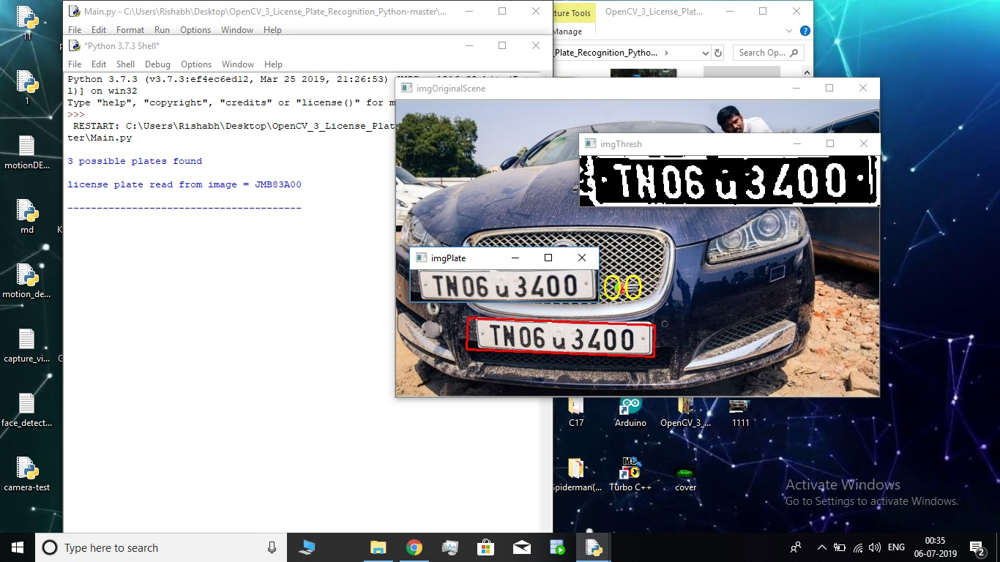 Main.py - C:\Users\Rishabh\Desktop\OpenCV_3_License_Plate_Recognition_Python-master\...
File Edit Format Run Options Window Help
*Python 3.7.3 Shell*
File Edit Shell Debug Options Window Help
Python 3.7.3 (v3.7.3:ef4ec6ed12, Mar 25 2019, 21:26:53)
l)] on win32
Type "help", "copyright", "credits" or "license()" for m
>>>
RESTART: C:\Users\Rishabh\Desktop\OpenCV_3_License_Plat
ter\Main.py
3 possible plates found
license plate read from image = JMB83A00
----------------------------------------
cture Tools
OpenCV_3_License_Plat...
Manage
_Plate_Recognition_Pytho...
Search Op...
imgOriginalScene
imgThresh
TN06 u 3400
imgPlate
TN06 u 3400
00
TN06 u 3400
11
1
motionDE...
md
motion_de...
capture_vi...
face_detect...
camera-test
C17
Arduino
OpenCV_3_...
1111
Spiderman(...
Turbo C++
cover
Activate Windows
Go to Settings to activate Windows.
Type here to search
ENG
00:35
06-07-2019
2